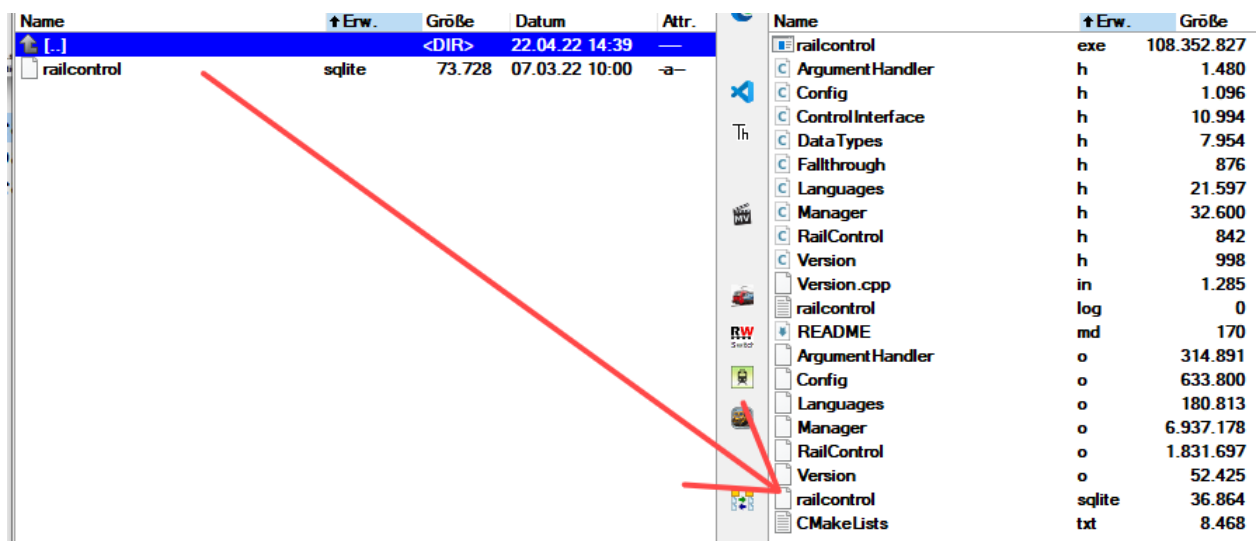 Name Erw. Größe Datum Attr.
[..] <DIR> 22.04.22 14:39 ----
railcontrol sqlite 73.728 07.03.22 10:00 -a--
Th
MV
RW
Switch
Name Erw. Größe
railcontrol exe 108.352.827
ArgumentHandler h 1.480
Config h 1.096
ControlInterface h 10.994
DataTypes h 7.954
Fallthrough h 876
Languages h 21.597
Manager h 32.600
RailControl h 842
Version h 998
Version.cpp in 1.285
railcontrol log 0
README md 170
ArgumentHandler o 314.891
Config o 633.800
Languages o 180.813
Manager o 6.937.178
RailControl o 1.831.697
Version o 52.425
railcontrol sqlite 36.864
CMakeLists txt 8.468